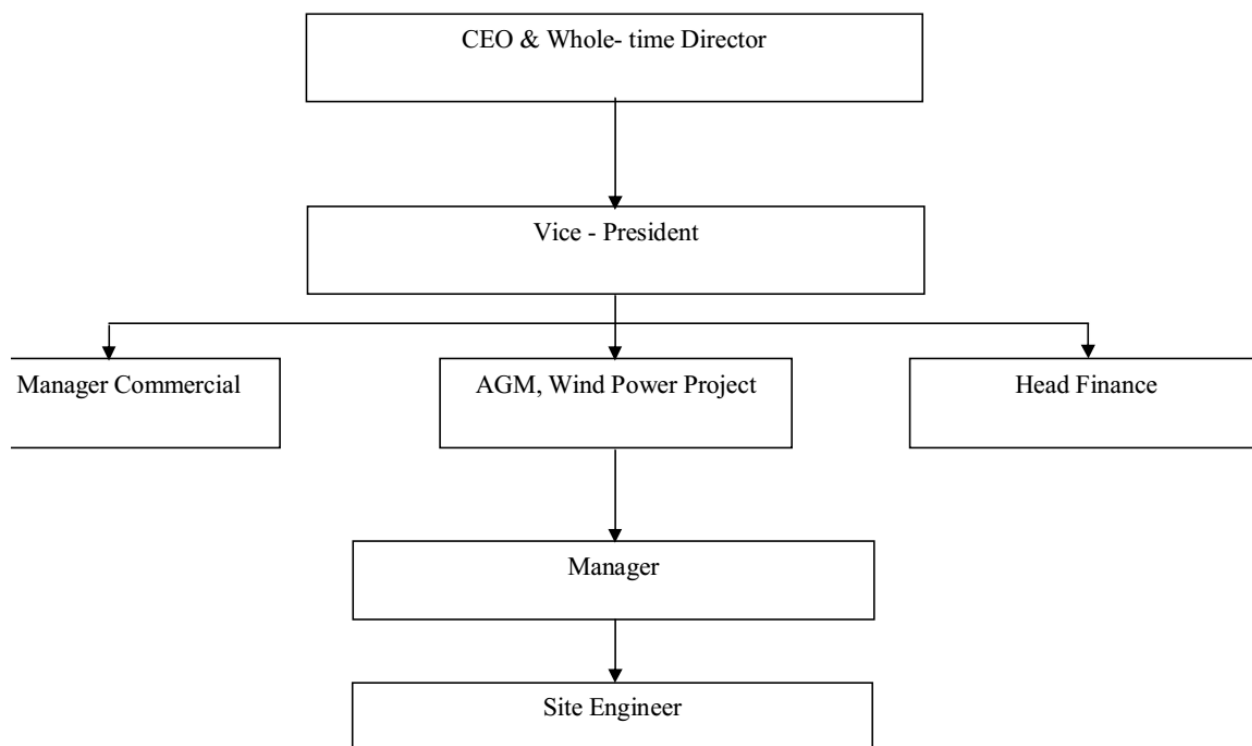 CEO & Whole- time Director
Vice - President
Manager Commercial
AGM, Wind Power Project
Head Finance
Manager
Site Engineer